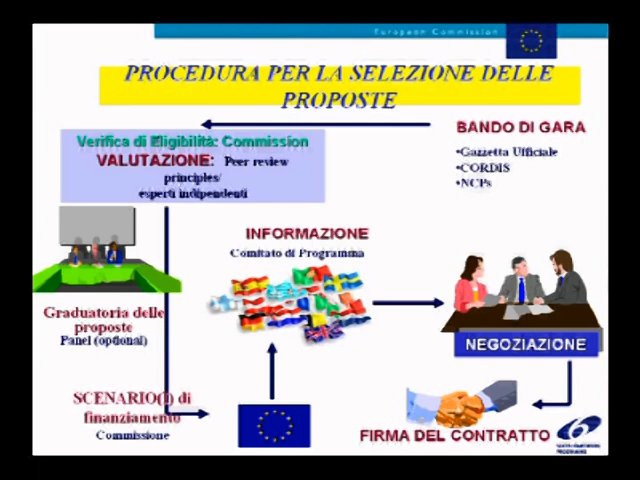 European Commission
PROCEDURA PER LA SELEZIONE DELLE
PROPOSTE
BANDO DI GARA
•Gazzetta Ufficiale
•CORDIS
•NCPs
Verifica di Eligibilità: Commission
VALUTAZIONE: Peer review
principles/
esperti indipendenti
INFORMAZIONE
Comitato di Programma
Graduatoria delle
proposte
Panel (optional)
NEGOZIAZIONE
SCENARIO(I) di
finanziamento
Commissione
FIRMA DEL CONTRATTO